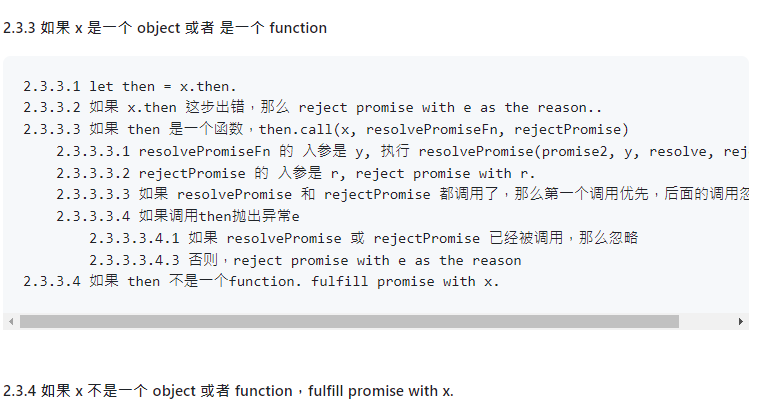 2.3.3 如果 x 是一个 object 或者 是一个 function
2.3.3.1 let then = x.then.
2.3.3.2 如果 x.then 这步出错，那么 reject promise with e as the reason..
2.3.3.3 如果 then 是一个函数，then.call(x, resolvePromiseFn, rejectPromise)
2.3.3.3.1 resolvePromiseFn 的 入参是 y, 执行 resolvePromise(promise2, y, resolve, rej
2.3.3.3.2 rejectPromise 的 入参是 r, reject promise with r.
2.3.3.3.3 如果 resolvePromise 和 rejectPromise 都调用了，那么第一个调用优先，后面的调用忽
2.3.3.3.4 如果调用then抛出异常e
2.3.3.3.4.1 如果 resolvePromise 或 rejectPromise 已经被调用，那么忽略
2.3.3.3.4.3 否则，reject promise with e as the reason
2.3.3.4 如果 then 不是一个function. fulfill promise with x.
2.3.4 如果 x 不是一个 object 或者 function，fulfill promise with x.